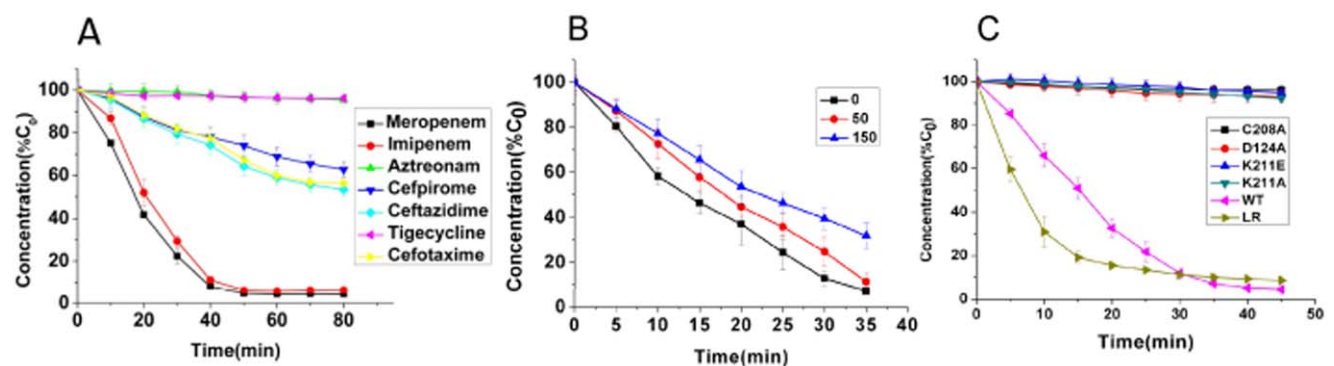 A
Concentration(%C0)
100
80
60
40
20
0
0 20 40 60 80
Time(min)
Meropenem
Imipenem
Aztreonam
Cefpirome
Ceftazidime
Tigecycline
Cefotaxime
B
Concentration(%C0)
100
80
60
40
20
0
0 5 10 15 20 25 30 35 40
Time(min)
0
50
150
C
Concentration(%C0)
100
80
60
40
20
0
0 10 20 30 40 50
Time(min)
C208A
D124A
K211E
K211A
WT
LR